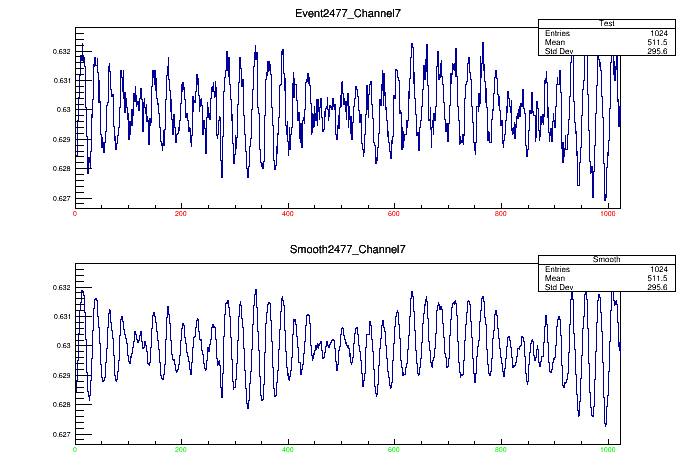 Event2477_Channel7
Test
Entries 1024
Mean 511.5
Std Dev 295.6
0.632
0.631
0.63
0.629
0.628
0.627
0 200 400 600 800 1000
Smooth2477_Channel7
Smooth
Entries 1024
Mean 511.5
Std Dev 295.6
0.632
0.631
0.63
0.629
0.628
0.627
0 200 400 600 800 1000